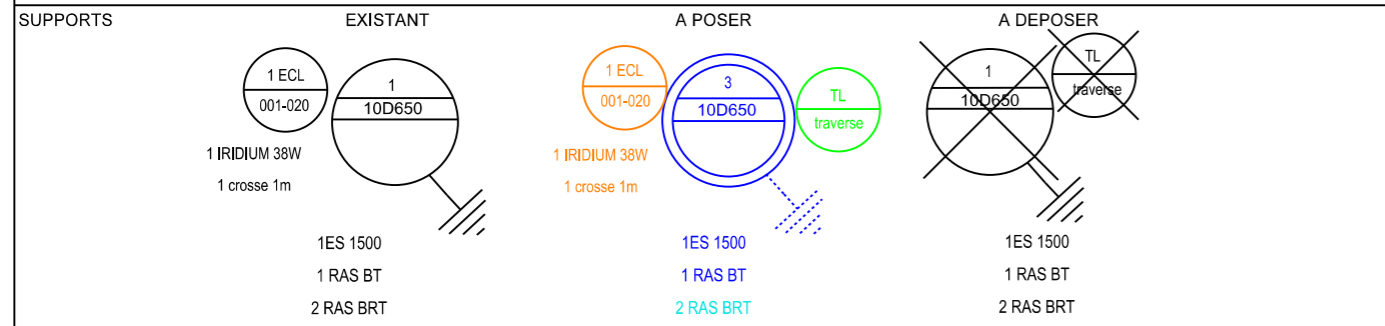 SUPPORTS
EXISTANT
1 ECL
001-020
1
10D650
1 IRIDIUM 38W
1 crosse 1m
1ES 1500
1 RAS BT
2 RAS BRT
A POSER
1 ECL
001-020
3
10D650
TL
traverse
1 IRIDIUM 38W
1 crosse 1m
1ES 1500
1 RAS BT
2 RAS BRT
A DEPOSER
1
10D650
TL
traverse
1ES 1500
1 RAS BT
2 RAS BRT